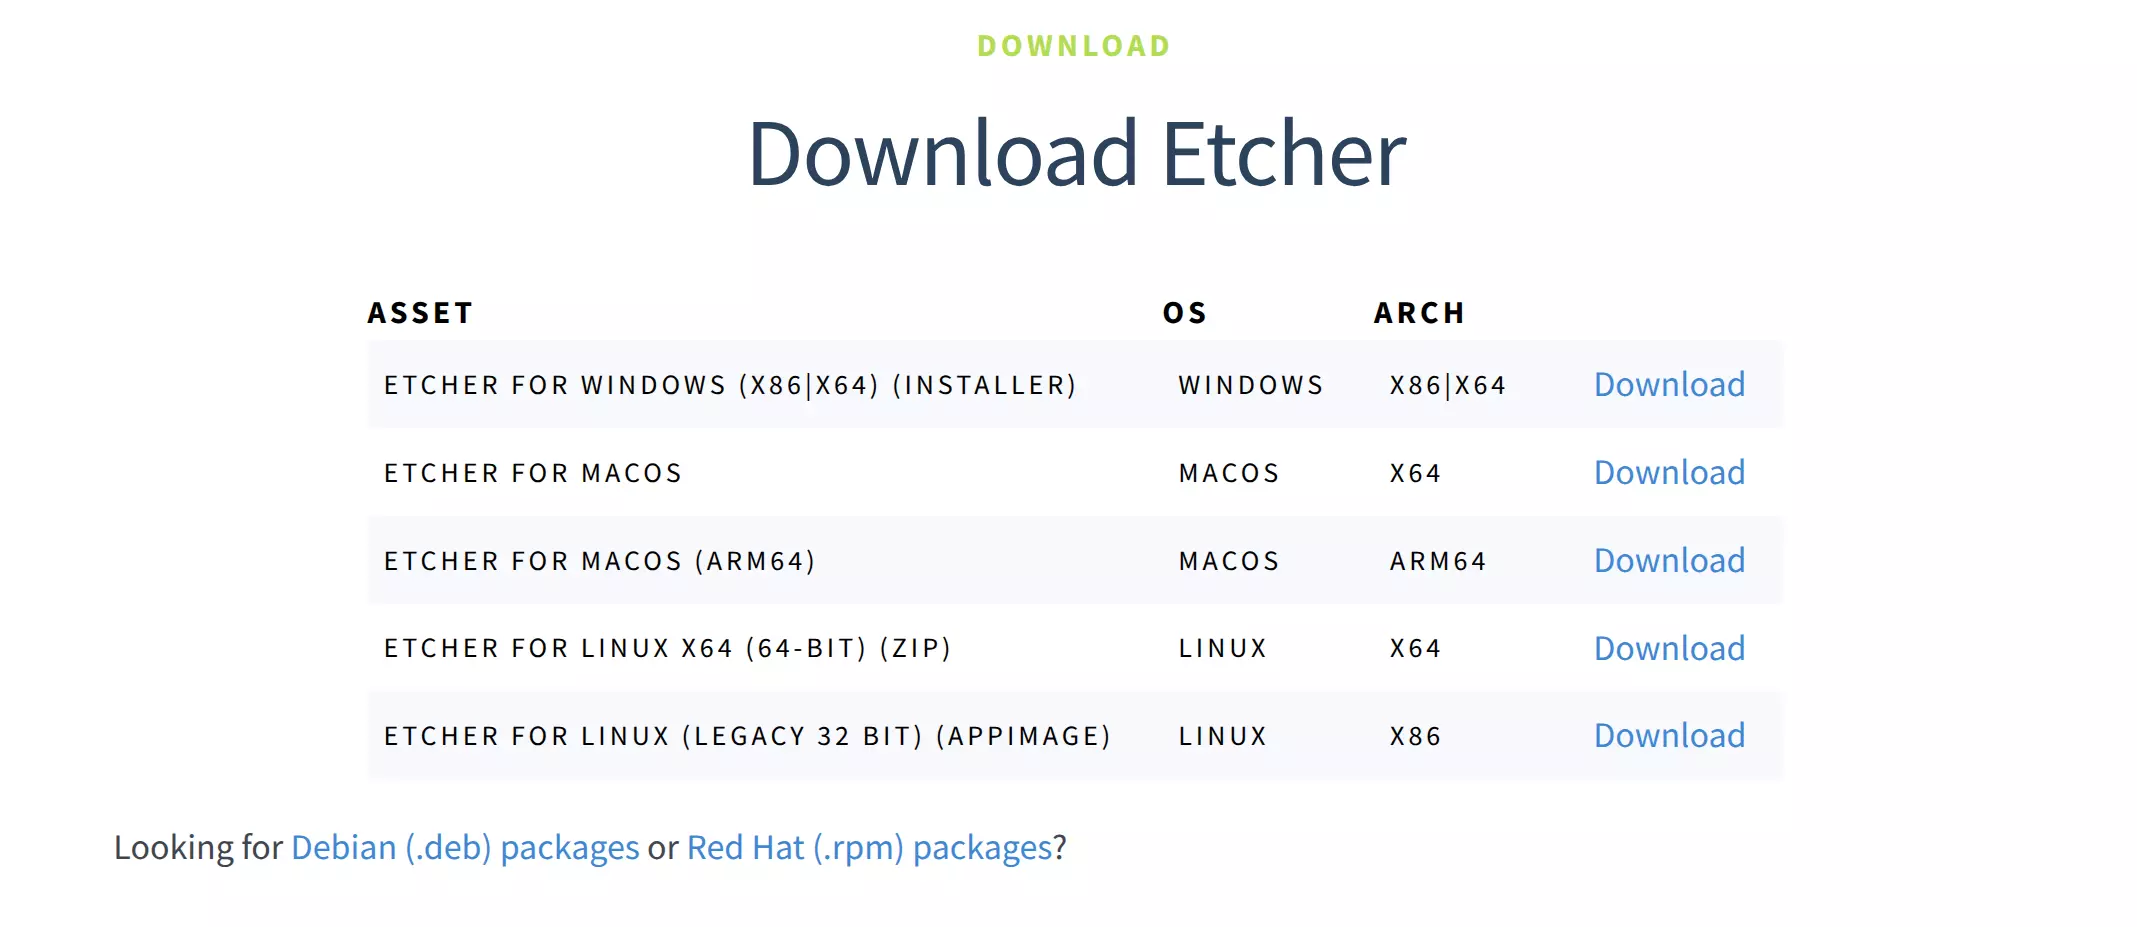 DOWNLOAD
Download Etcher
ASSET OS ARCH
ETCHER FOR WINDOWS (X86|X64) (INSTALLER) WINDOWS X86|X64 Download
ETCHER FOR MACOS MACOS X64 Download
ETCHER FOR MACOS (ARM64) MACOS ARM64 Download
ETCHER FOR LINUX X64 (64-BIT) (ZIP) LINUX X64 Download
ETCHER FOR LINUX (LEGACY 32 BIT) (APPIMAGE) LINUX X86 Download
Looking for Debian (.deb) packages or Red Hat (.rpm) packages?